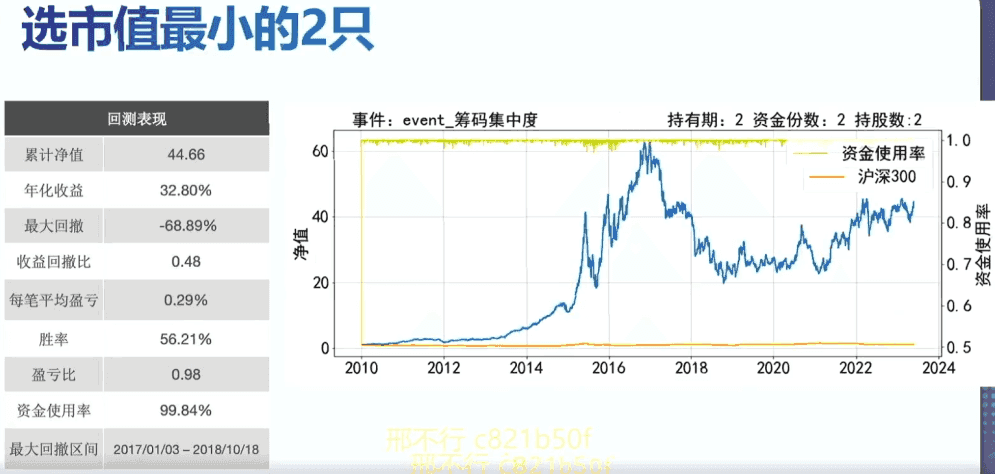 选市值最小的2只
回测表现
累计净值 44.66
年化收益 32.80%
最大回撤 -68.89%
收益回撤比 0.48
每笔平均盈亏 0.29%
胜率 56.21%
盈亏比 0.98
资金使用率 99.84%
最大回撤区间 2017/01/03 – 2018/10/18
事件：event_筹码集中度 持有期：2 资金份数：2 持股数:2
资金使用率
沪深300
净值
60
40
20
0
1.0
0.9
0.8
0.7
0.6
0.5
资金使用率
2010 2012 2014 2016 2018 2020 2022 2024
邢不行 c821b50f
邢不行 c821b50f